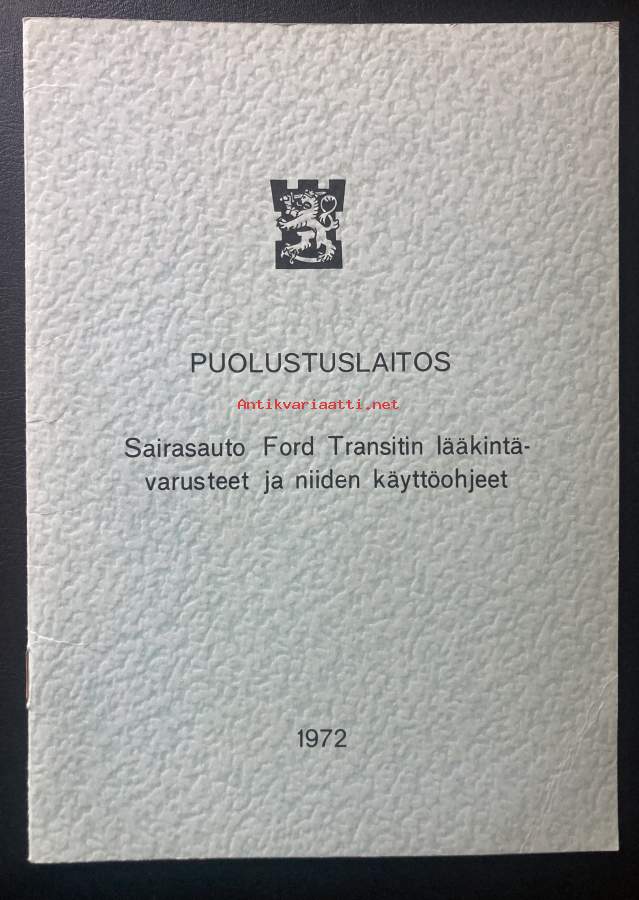 PUOLUSTUSLAITOS
Antikvariaatti.net
Sairasauto Ford Transitin lääkintä-
varusteet ja niiden käyttöohjeet
1972